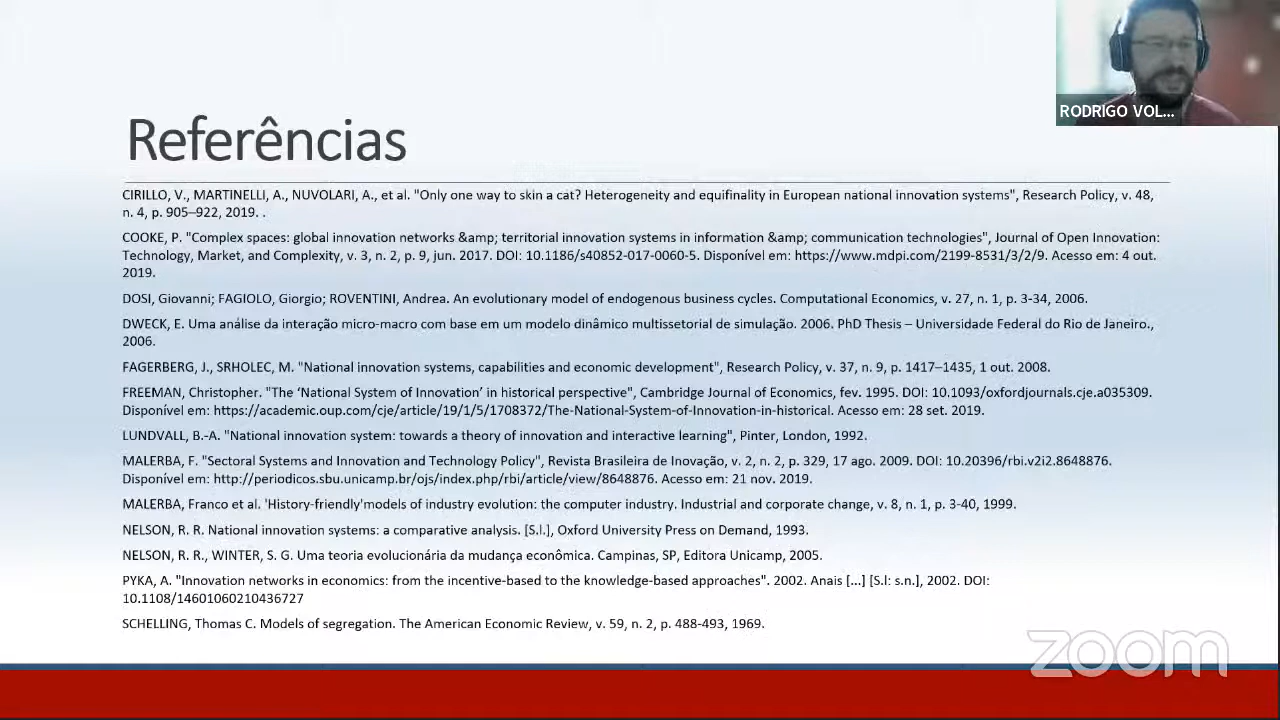 RODRIGO VOL...
Referências
CIRILLO, V., MARTINELLI, A., NUVOLARI, A., et al. "Only one way to skin a cat? Heterogeneity and equifinality in European national innovation systems", Research Policy, v. 48,
n. 4, p. 905–922, 2019. .
COOKE, P. "Complex spaces: global innovation networks &amp; territorial innovation systems in information &amp; communication technologies", Journal of Open Innovation:
Technology, Market, and Complexity, v. 3, n. 2, p. 9, jun. 2017. DOI: 10.1186/s40852-017-0060-5. Disponível em: https://www.mdpi.com/2199-8531/3/2/9. Acesso em: 4 out.
2019.
DOSI, Giovanni; FAGIOLO, Giorgio; ROVENTINI, Andrea. An evolutionary model of endogenous business cycles. Computational Economics, v. 27, n. 1, p. 3-34, 2006.
DWECK, E. Uma análise da interação micro-macro com base em um modelo dinâmico multissetorial de simulação. 2006. PhD Thesis – Universidade Federal do Rio de Janeiro.,
2006.
FAGERBERG, J., SRHOLEC, M. "National innovation systems, capabilities and economic development", Research Policy, v. 37, n. 9, p. 1417–1435, 1 out. 2008.
FREEMAN, Christopher. "The ‘National System of Innovation’ in historical perspective", Cambridge Journal of Economics, fev. 1995. DOI: 10.1093/oxfordjournals.cje.a035309.
Disponível em: https://academic.oup.com/cje/article/19/1/5/1708372/The-National-System-of-Innovation-in-historical. Acesso em: 28 set. 2019.
LUNDVALL, B.-A. "National innovation system: towards a theory of innovation and interactive learning", Pinter, London, 1992.
MALERBA, F. "Sectoral Systems and Innovation and Technology Policy", Revista Brasileira de Inovação, v. 2, n. 2, p. 329, 17 ago. 2009. DOI: 10.20396/rbi.v2i2.8648876.
Disponível em: http://periodicos.sbu.unicamp.br/ojs/index.php/rbi/article/view/8648876. Acesso em: 21 nov. 2019.
MALERBA, Franco et al. 'History-friendly'models of industry evolution: the computer industry. Industrial and corporate change, v. 8, n. 1, p. 3-40, 1999.
NELSON, R. R. National innovation systems: a comparative analysis. [S.l.], Oxford University Press on Demand, 1993.
NELSON, R. R., WINTER, S. G. Uma teoria evolucionária da mudança econômica. Campinas, SP, Editora Unicamp, 2005.
PYKA, A. "Innovation networks in economics: from the incentive-based to the knowledge-based approaches". 2002. Anais [...] [S.l: s.n.], 2002. DOI:
10.1108/14601060210436727
SCHELLING, Thomas C. Models of segregation. The American Economic Review, v. 59, n. 2, p. 488-493, 1969.
zoom